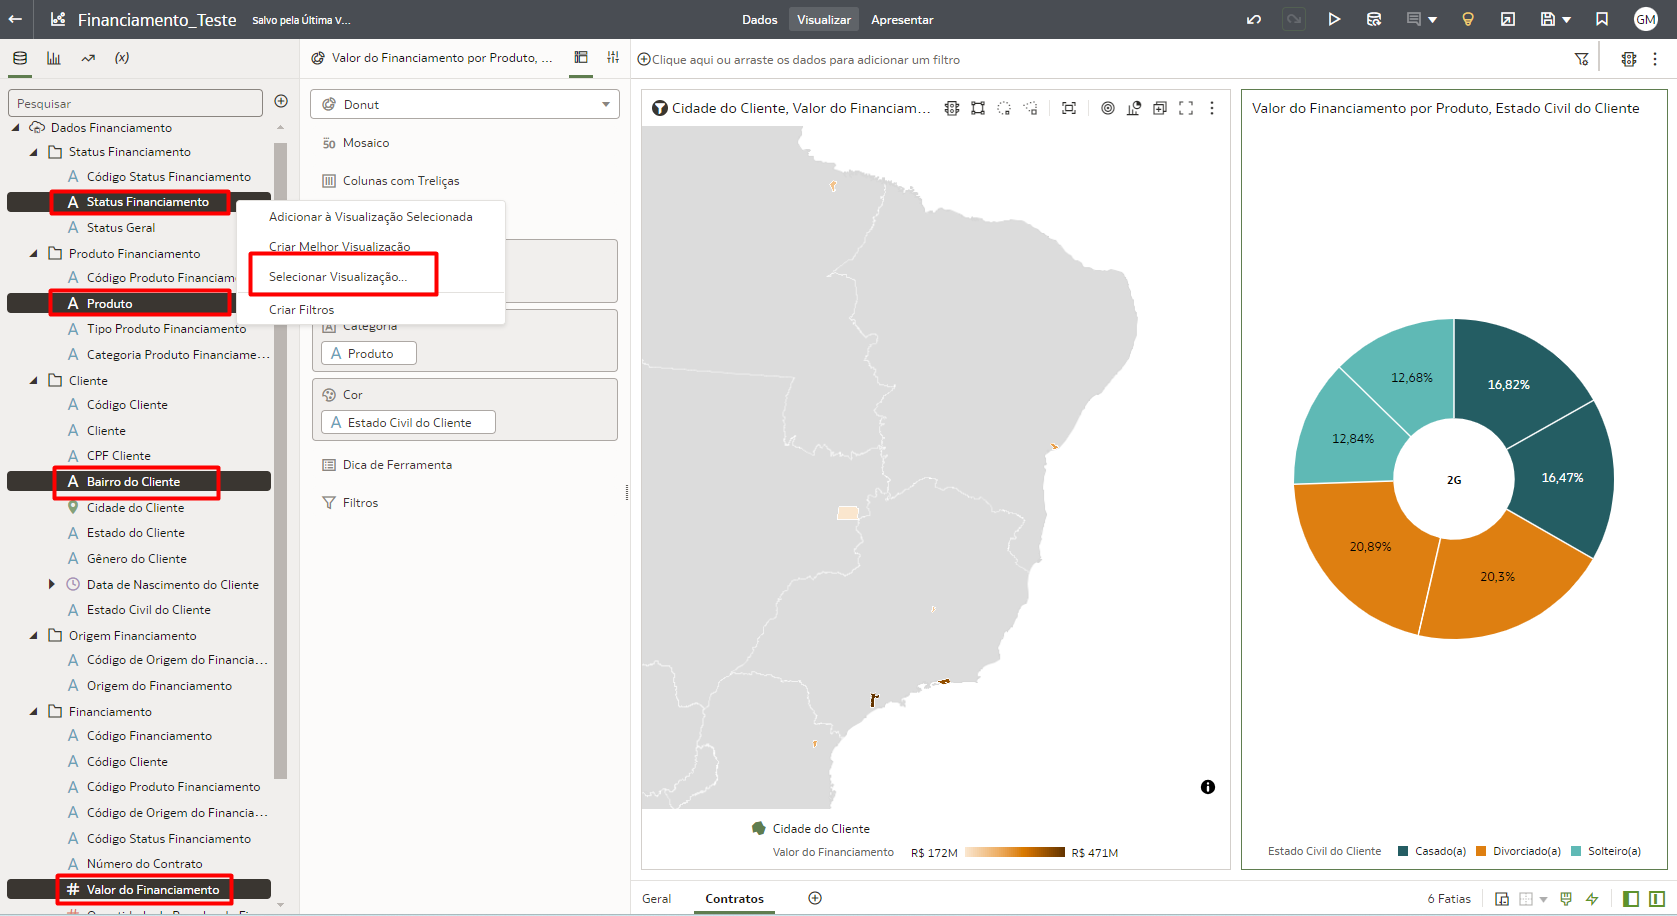 Financiamento_Teste
Salvo pela Última V...
Dados
Visualizar
Apresentar
GM
(x)
Pesquisar
Dados Financiamento
Status Financiamento
A Código Status Financiamento
A Status Financiamento
A Status Geral
Produto Financiamento
A Código Produto Financiam
A Produto
A Tipo Produto Financiamento
A Categoria Produto Financiame...
Cliente
A Código Cliente
A Cliente
A CPF Cliente
A Bairro do Cliente
Cidade do Cliente
A Estado do Cliente
A Gênero do Cliente
Data de Nascimento do Cliente
A Estado Civil do Cliente
Origem Financiamento
A Código de Origem do Financia...
A Origem do Financiamento
Financiamento
A Código Financiamento
A Código Cliente
A Código Produto Financiamento
A Código de Origem do Financia...
A Código Status Financiamento
A Número do Contrato
# Valor do Financiamento
Valor do Financiamento por Produto, ...
Donut
50 Mosaico
Colunas com Treliças
Adicionar à Visualização Selecionada
Criar Melhor Visualização
Selecionar Visualização...
Criar Filtros
Categoria
A Produto
Cor
A Estado Civil do Cliente
Dica de Ferramenta
Filtros
Clique aqui ou arraste os dados para adicionar um filtro
Cidade do Cliente, Valor do Financiam...
Cidade do Cliente
Valor do Financiamento
R$ 172M
R$ 471M
Valor do Financiamento por Produto, Estado Civil do Cliente
12,68%
16,82%
12,84%
16,47%
2G
20,89%
20,3%
Estado Civil do Cliente
Casado(a)
Divorciado(a)
Solteiro(a)
Geral
Contratos
6 Fatias